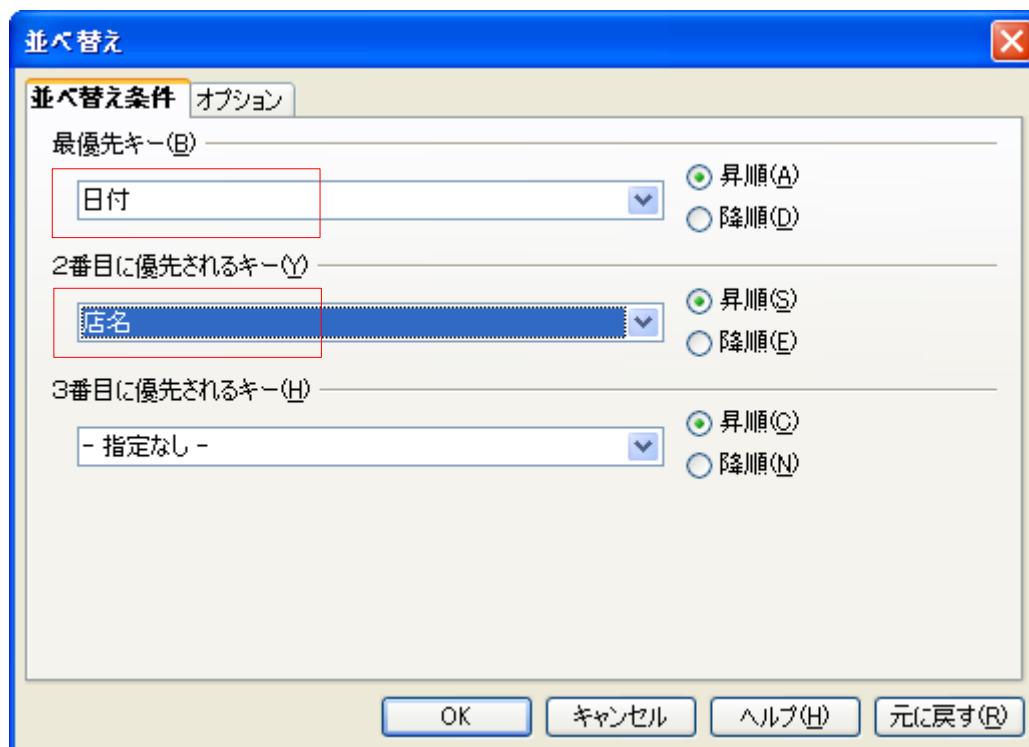 並べ替え
並べ替え条件 オプション
最優先キー(B)
日付
昇順(A)
降順(D)
2番目に優先されるキー(Y)
店名
昇順(S)
降順(E)
3番目に優先されるキー(H)
- 指定なし -
昇順(C)
降順(N)
OK キャンセル ヘルプ(H) 元に戻す(R)